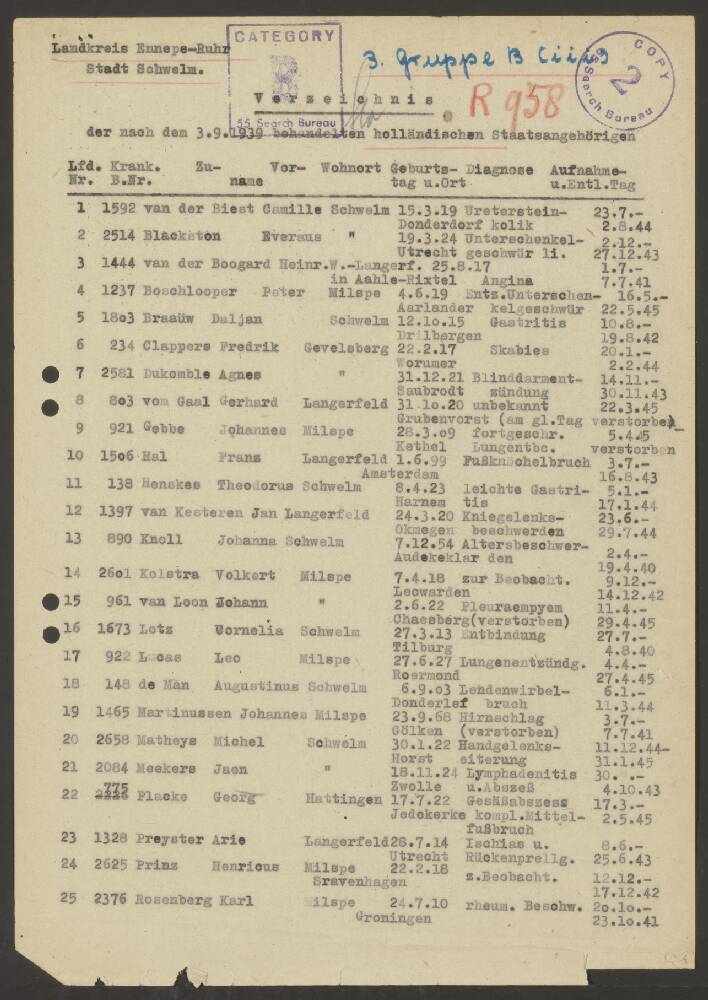 Landkreis Ennepe-Ruhr
Stadt Schwelm.
CATEGORY
B
55 Search Bureau
3. Gruppe B (iiis)
COPY
2
Search Bureau
R 958
Verzeichnis
der nach dem 3.9.1939 behandelten holländischen Staatsangehörigen
Lfd. Krank. Zu- Vor- Wohnort Geburts- Diagnose Aufnahme-
Nr. B.Nr. name tag u.Ort u.Entl.Tag
1 1592 van der Biest Camille Schwelm 15.3.19 Ureterstein- 23.7.-
Donderdorf kolik 2.8.44
2 2514 Blackston Everaus " 19.3.24 Unterschenkel- 2.12.-
Utrecht geschwür li. 27.12.43
3 1444 van der Boogard Heinr.W.-Langerf. 25.8.17 1.7.-
in Aahle-Rixtel Angina 7.7.41
4 1237 Boschlooper Peter Milspe 4.6.19 Entz.Unterschen- 16.5.-
Aarlander kelgeschwür 22.5.45
5 1803 Braaüw Daljan Schwelm 12.10.15 Gastritis 10.8.-
Drilbergen 19.8.42
6 234 Clappers Fredrik Gevelsberg 22.2.17 Skabies 20.1.-
Worumer 2.2.44
7 2581 Dukomble Agnes " 31.12.21 Blinddarment- 14.11.-
Saubrodt zündung 30.11.43
8 803 vom Gaal Gerhard Langerfeld 31.10.20 unbekannt 22.3.45
Grubenvorst (am gl.Tag verstorben)
9 921 Gebbe Johannes Milspe 28.3.09 fortgeschr. 5.4.45
Kethel Lungentbc. verstorben
10 1506 Hal Franz Langerfeld 1.6.99 Fußknöchelbruch 3.7.-
Amsterdam 16.8.43
11 138 Henskes Theodorus Schwelm 8.4.23 leichte Gastri- 5.1.-
Harnem tis 17.1.44
12 1397 van Kesteren Jan Langerfeld 24.3.20 Kniegelenks- 23.6.-
Okmegen beschwerden 29.7.44
13 890 Knoll Johanna Schwelm 7.12.54 Altersbeschwer-
Audekeklar den 2.4.-
19.4.40
14 2601 Kolstra Volkert Milspe 7.4.18 zur Beobacht. 9.12.-
Leowarden 14.12.42
15 961 van Loon Johann " 2.6.22 Pleuraempyem 11.4.-
Chaesberg(verstorben) 29.4.45
16 1673 Lotz Cornelia Schwelm 27.3.13 Entbindung 27.7.-
Tilburg 4.8.40
17 922 Lucas Leo Milspe 27.6.27 Lungenentzündg. 4.4.-
Roermond 27.4.45
18 148 de Man Augustinus Schwelm 6.9.03 Lendenwirbel- 6.1.-
Donderlef bruch 11.3.44
19 1465 Martinussen Johannes Milspe 23.9.68 Hirnschlag 3.7.-
Gölken (verstorben) 7.7.41
20 2658 Matheys Michel Schwelm 30.1.22 Handgelenks- 11.12.44-
Horst eiterung 31.1.45
21 2084 Meekers Jaen " 18.11.24 Lymphadenitis 30. .-
Zwolle u.Abszeß 4.10.43
22 775 Placke Georg Hattingen 17.7.22 Gesäßabszess 17.3.-
Jedokerke kompl.Mittel- 2.5.45
fußbruch
23 1328 Preyster Arie Langerfeld 28.7.14 Ischias u. 8.6.-
Utrecht Rückenprellg. 25.6.43
24 2625 Prinz Henricus Milspe 22.2.18
Sravenhagen z.Beobacht. 12.12.-
17.12.42
25 2376 Rosenberg Karl Milspe 24.7.10 rheum. Beschw. 20.10.-
Groningen 23.10.41